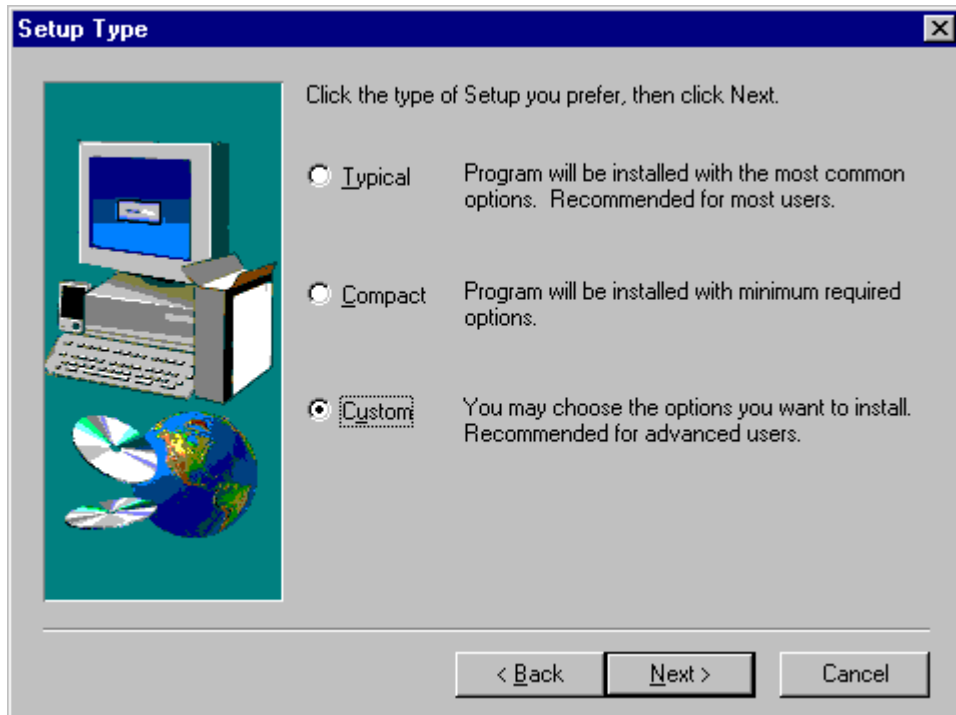 Setup Type
Click the type of Setup you prefer, then click Next.
Typical
Program will be installed with the most common
options.  Recommended for most users.
Compact
Program will be installed with minimum required
options.
Custom
You may choose the options you want to install.
Recommended for advanced users.
< Back
Next >
Cancel